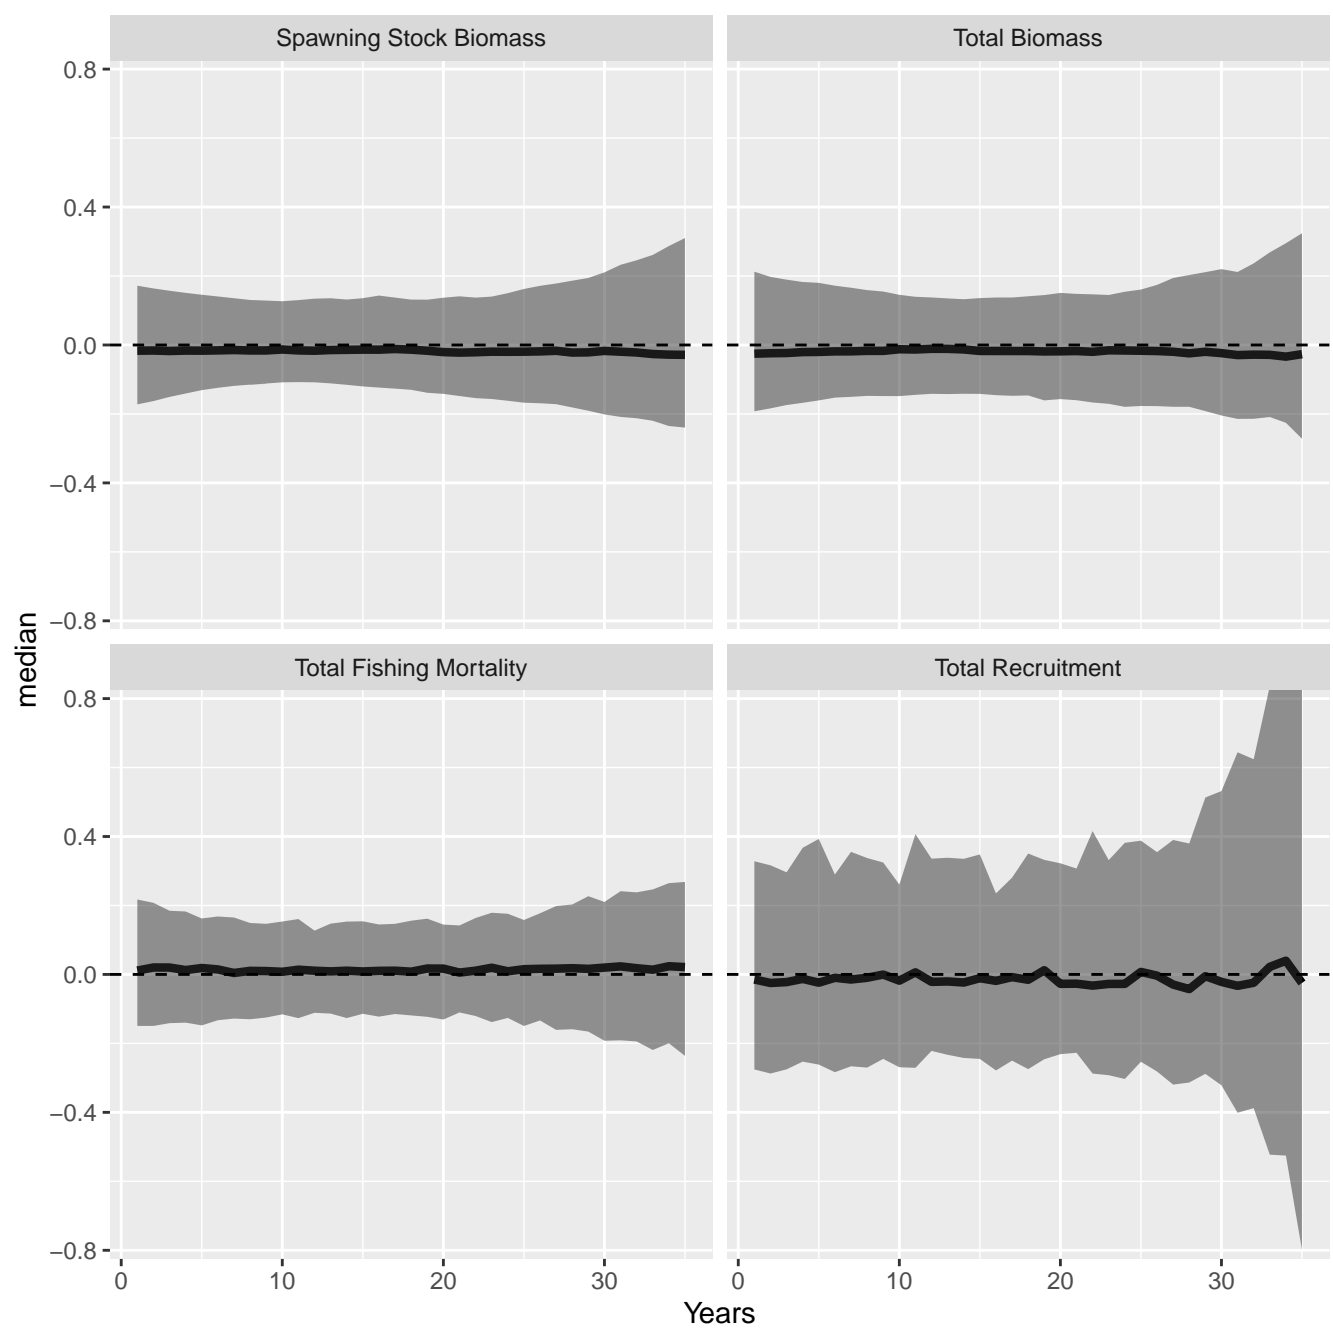 Spawning Stock Biomass
Total Biomass
0.8
0.4
0.0
−0.4
−0.8
median
Total Fishing Mortality
Total Recruitment
0.8
0.4
0.0
−0.4
−0.8
0 10 20 30
0 10 20 30
Years